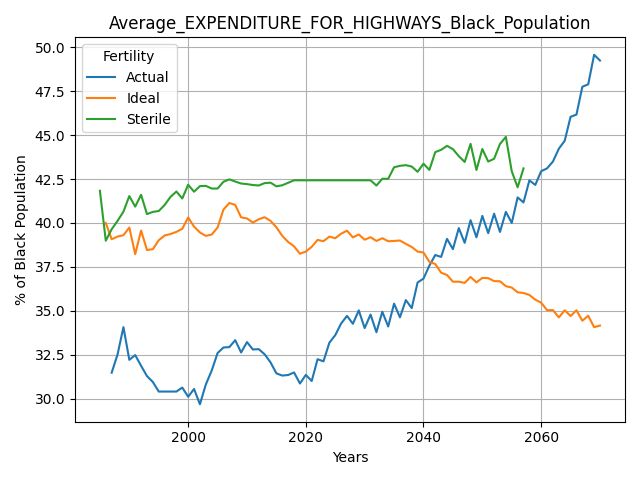 Average_EXPENDITURE_FOR_HIGHWAYS_Black_Population
Fertility
Actual
Ideal
Sterile
% of Black Population
50.0
47.5
45.0
42.5
40.0
37.5
35.0
32.5
30.0
2000 2020 2040 2060
Years